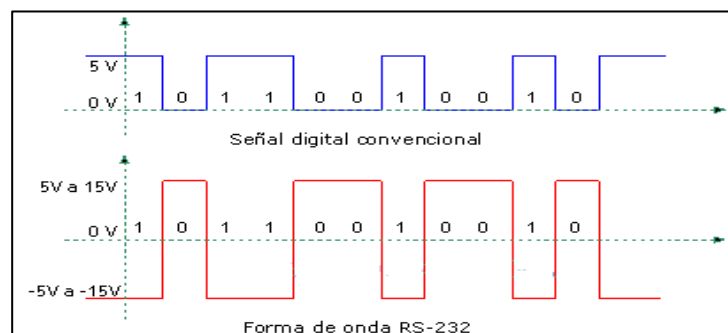 5 V
0 V 1 0 1 1 0 0 1 0 0 1 0
Señal digital convencional
5V a 15V
0 V 1 0 1 1 0 0 1 0 0 1 0
-5V a -15V
Forma de onda RS-232